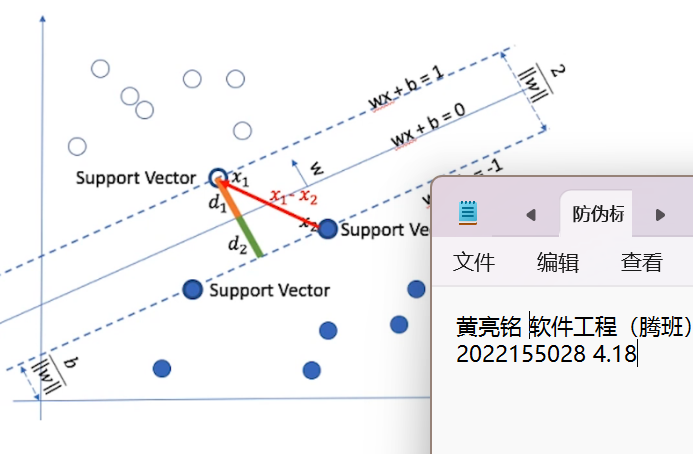 wx + b = 1
2
||w||
wx + b = 0
w
-1
Support Vector
x₁
x₁- x₂
d₁
x₂
Support Ve
d₂
Support Vector
b
||w||
防伪标
文件 编辑 查看
黄亮铭 软件工程（腾班）
2022155028 4.18